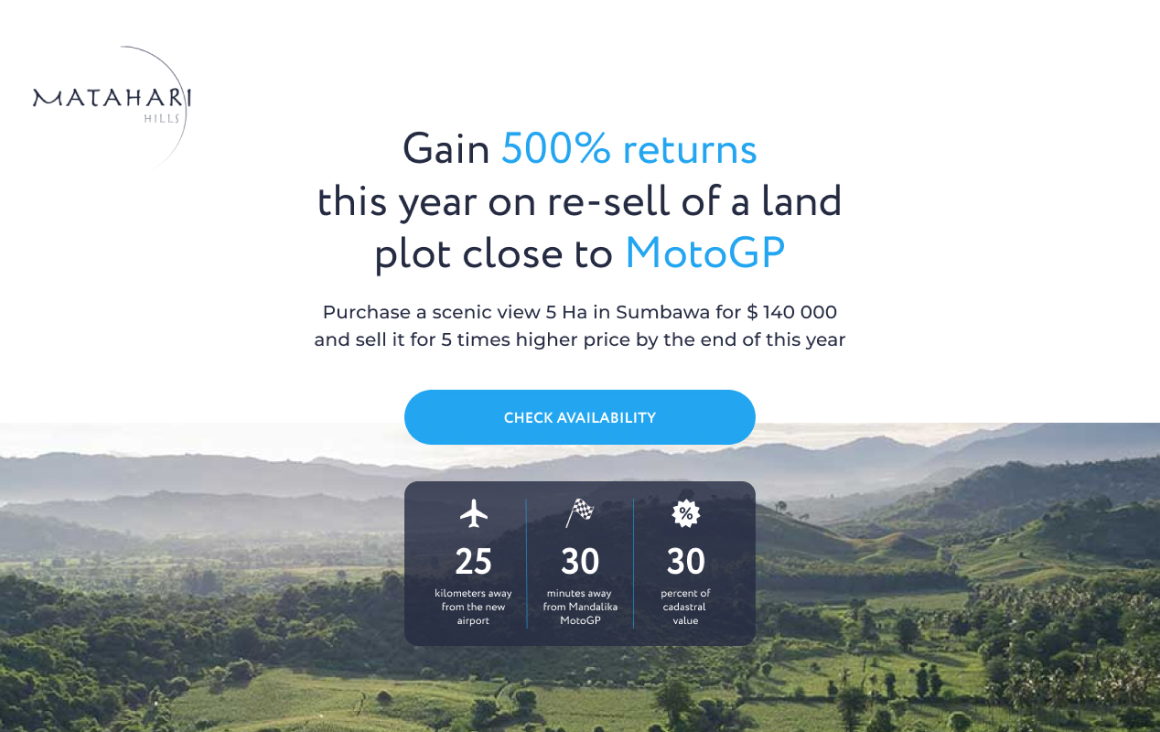 MATAHARI
HILLS
Gain 500% returns
this year on re-sell of a land
plot close to MotoGP
Purchase a scenic view 5 Ha in Sumbawa for $ 140 000
and sell it for 5 times higher price by the end of this year
CHECK AVAILABILITY
25
kilometers away
from the new
airport
30
minutes away
from Mandalika
MotoGP
%
30
percent of
cadastral
value